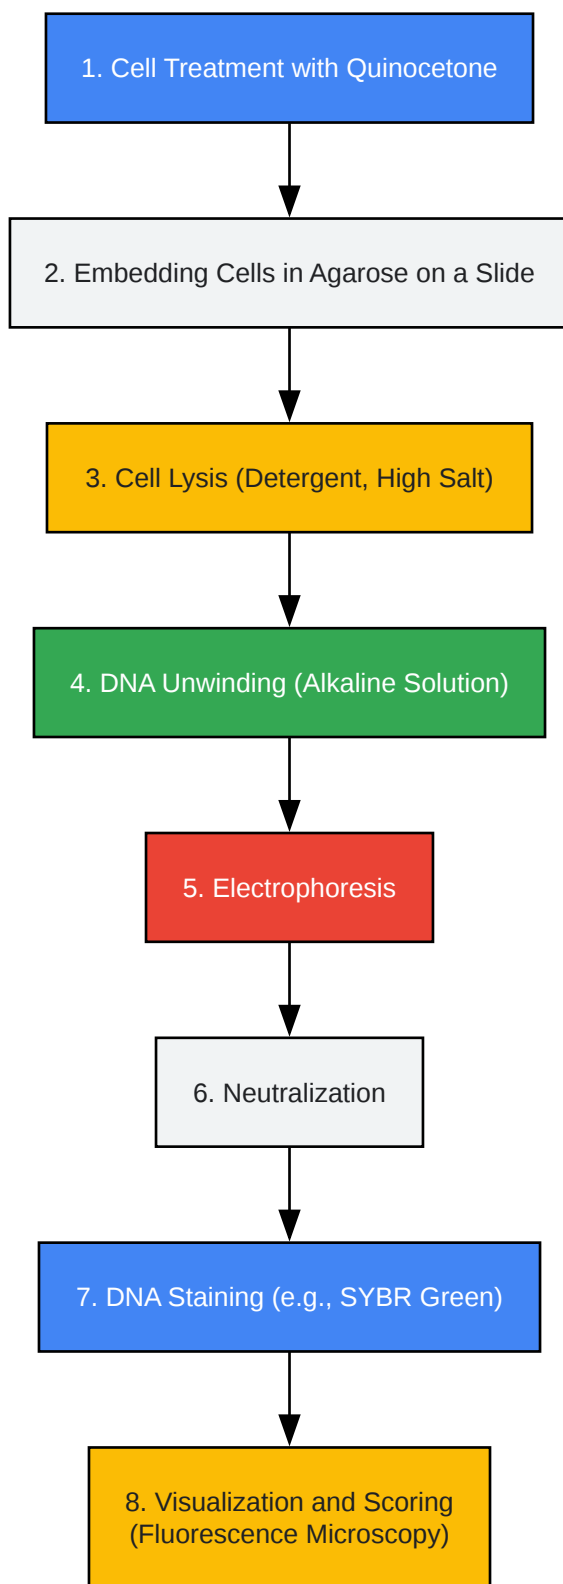 1. Cell Treatment with Quinocetone
2. Embedding Cells in Agarose on a Slide
3. Cell Lysis (Detergent, High Salt)
4. DNA Unwinding (Alkaline Solution)
5. Electrophoresis
6. Neutralization
7. DNA Staining (e.g., SYBR Green)
8. Visualization and Scoring
(Fluorescence Microscopy)